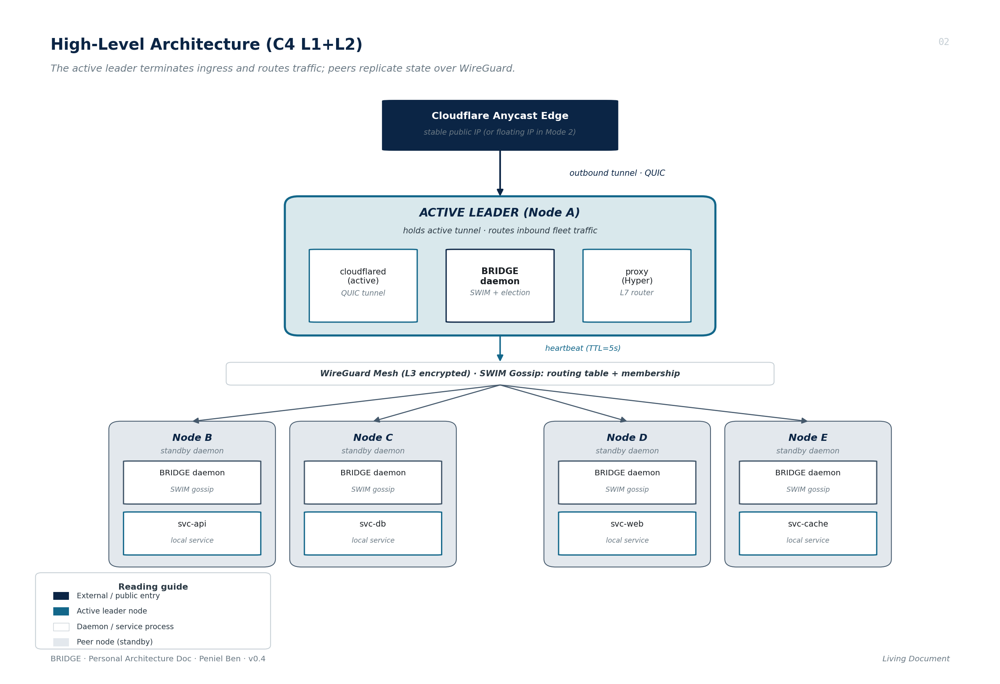 High-Level Architecture (C4 L1+L2)
02
The active leader terminates ingress and routes traffic; peers replicate state over WireGuard.
Cloudflare Anycast Edge
stable public IP (or floating IP in Mode 2)
outbound tunnel · QUIC
ACTIVE LEADER (Node A)
holds active tunnel · routes inbound fleet traffic
cloudflared
(active)
QUIC tunnel
BRIDGE
daemon
SWIM + election
proxy
(Hyper)
L7 router
heartbeat (TTL=5s)
WireGuard Mesh (L3 encrypted) · SWIM Gossip: routing table + membership
Node B
standby daemon
BRIDGE daemon
SWIM gossip
svc-api
local service
Node C
standby daemon
BRIDGE daemon
SWIM gossip
svc-db
local service
Node D
standby daemon
BRIDGE daemon
SWIM gossip
svc-web
local service
Node E
standby daemon
BRIDGE daemon
SWIM gossip
svc-cache
local service
Reading guide
External / public entry
Active leader node
Daemon / service process
Peer node (standby)
BRIDGE · Personal Architecture Doc · Peniel Ben · v0.4
Living Document